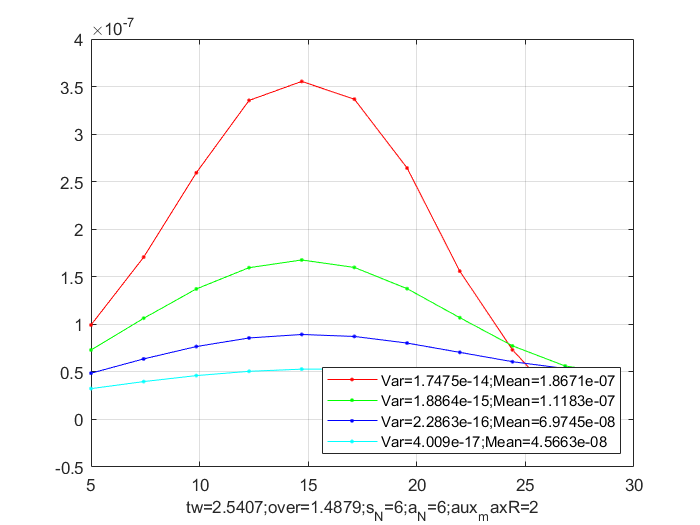 ×10-7
4
3.5
3
2.5
2
1.5
1
0.5
0
-0.5
Var=1.7475e-14;Mean=1.8671e-07
Var=1.8864e-15;Mean=1.1183e-07
Var=2.2863e-16;Mean=6.9745e-08
Var=4.009e-17;Mean=4.5663e-08
5 10 15 20 25 30
tw=2.5407;over=1.4879;sN=6;aN=6;auxmaxR=2